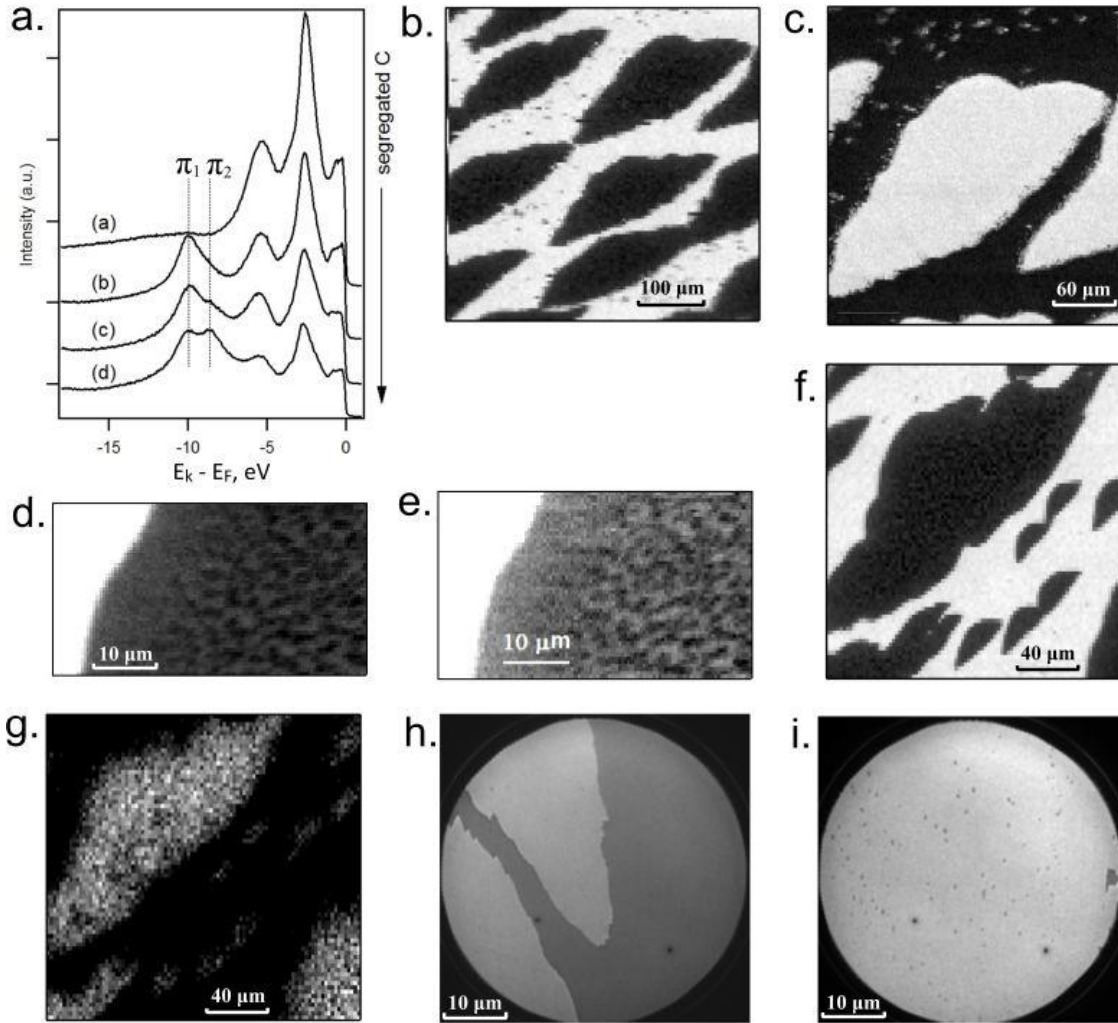 a.
Intensity (a.u.)
π1 π2
(a)
(b)
(c)
(d)
segregated C
-15 -10 -5 0
Ek - EF, eV
b.
100 μm
c.
60 μm
d.
10 μm
e.
10 μm
f.
40 μm
g.
40 μm
h.
10 μm
i.
10 μm